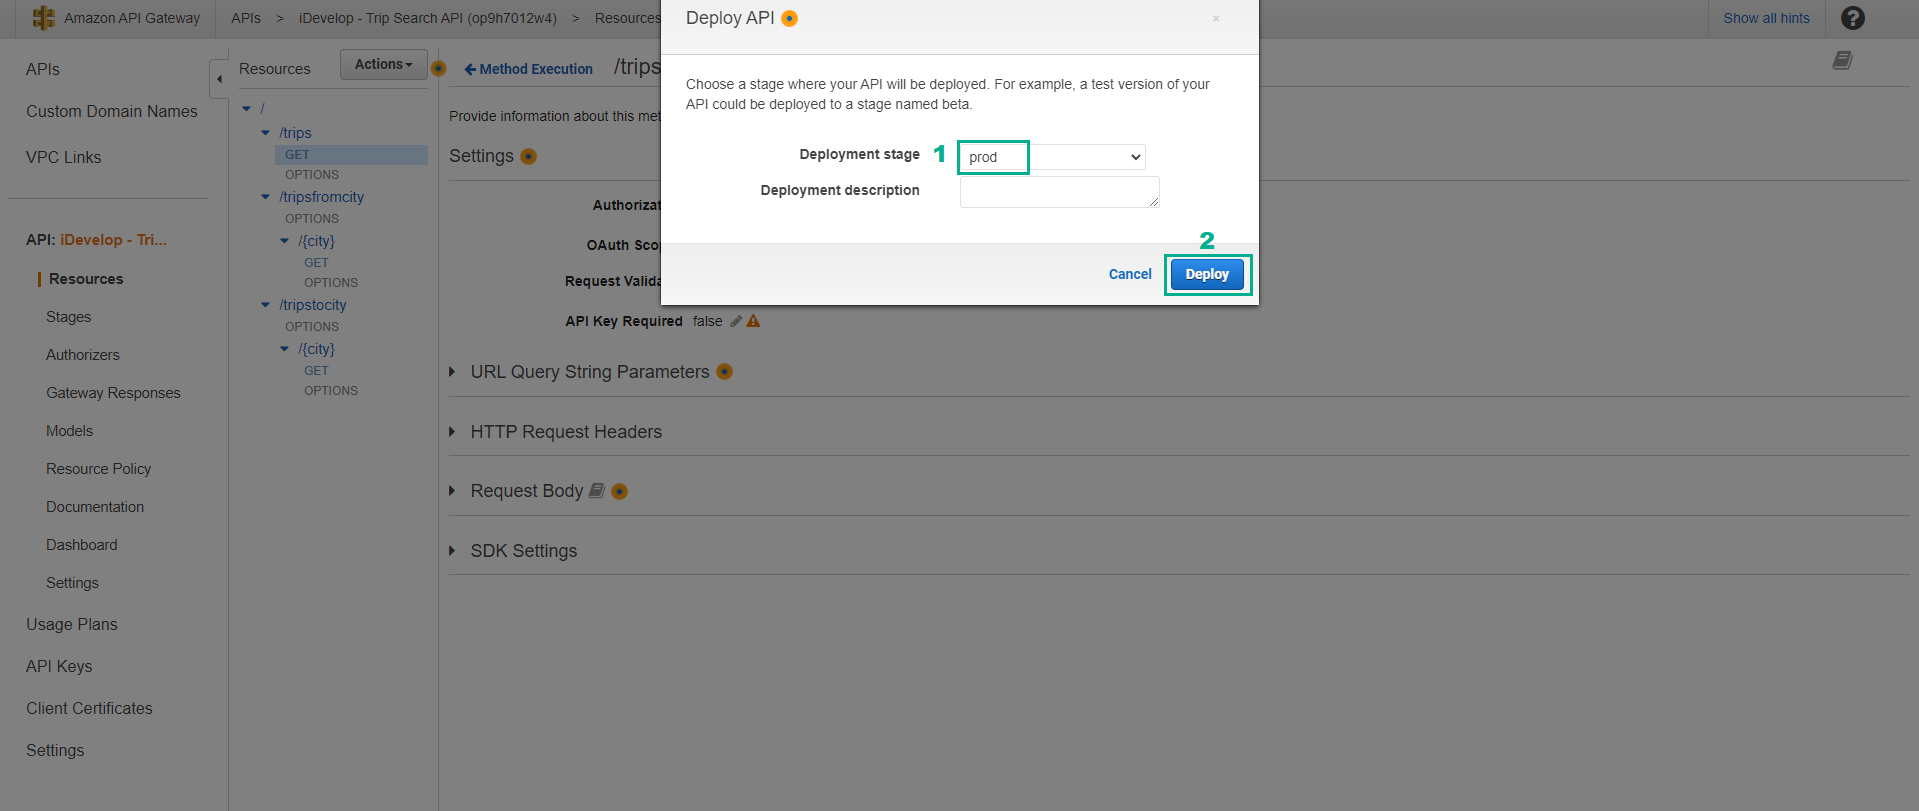 Amazon API Gateway
APIs > iDevelop - Trip Search API (op9h7012w4) > Resources
Show all hints
?
Deploy API
×
Choose a stage where your API will be deployed. For example, a test version of your
API could be deployed to a stage named beta.
Deployment stage 1 prod
Deployment description
2
Cancel Deploy
APIs
Custom Domain Names
VPC Links
API: iDevelop - Tri...
Resources
Stages
Authorizers
Gateway Responses
Models
Resource Policy
Documentation
Dashboard
Settings
Usage Plans
API Keys
Client Certificates
Settings
Resources Actions
/
/trips
GET
OPTIONS
/tripsfromcity
OPTIONS
/{city}
GET
OPTIONS
/tripstocity
OPTIONS
/{city}
GET
OPTIONS
Method Execution /trips
Provide information about this met
Settings
Authorizat
OAuth Scop
Request Valida
API Key Required false
URL Query String Parameters
HTTP Request Headers
Request Body
SDK Settings